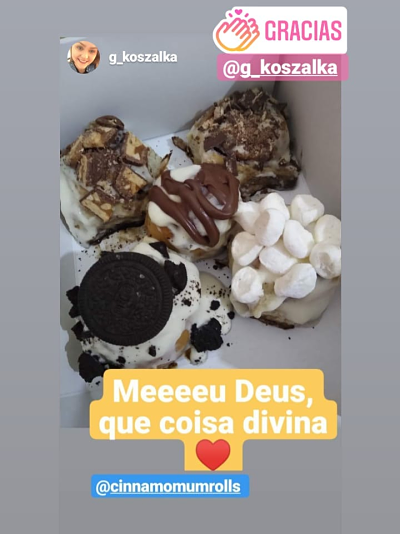 GRACIAS
@g_koszalka
g_koszalka
Meeeeu Deus,
que coisa divina
@cinnamomumrolls